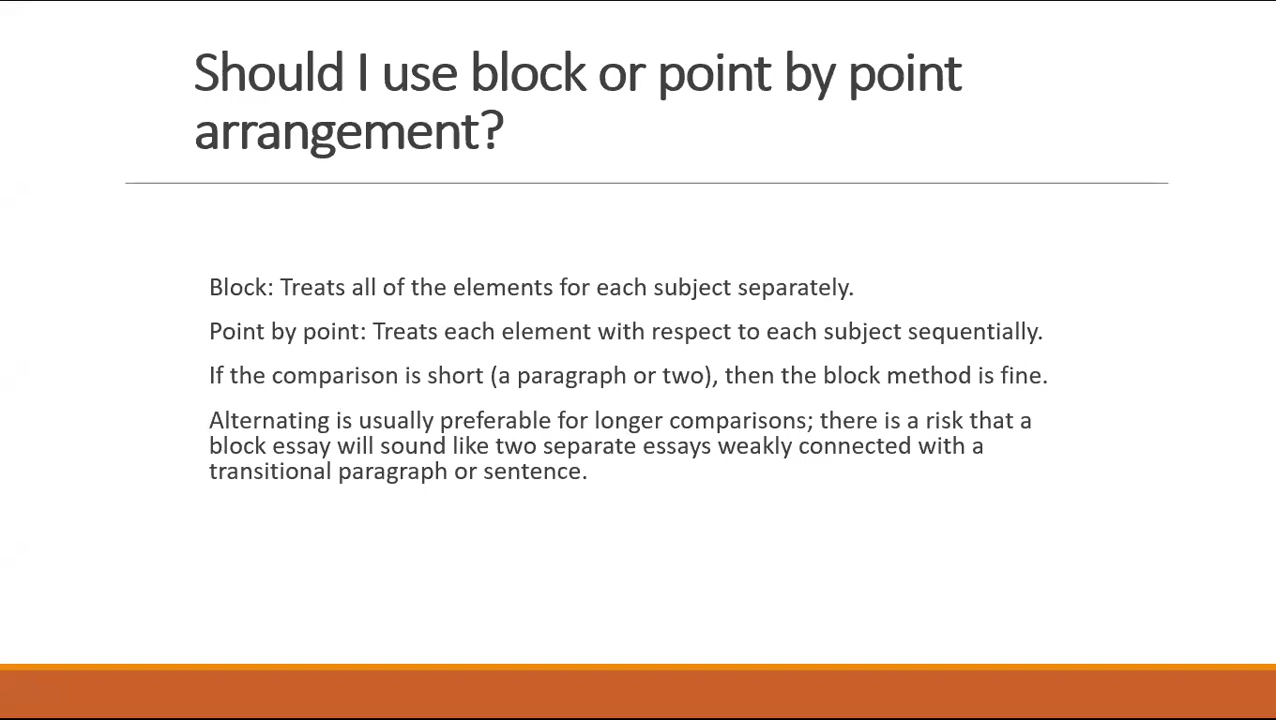 Should I use block or point by point
arrangement?
Block: Treats all of the elements for each subject separately.
Point by point: Treats each element with respect to each subject sequentially.
If the comparison is short (a paragraph or two), then the block method is fine.
Alternating is usually preferable for longer comparisons; there is a risk that a
block essay will sound like two separate essays weakly connected with a
transitional paragraph or sentence.